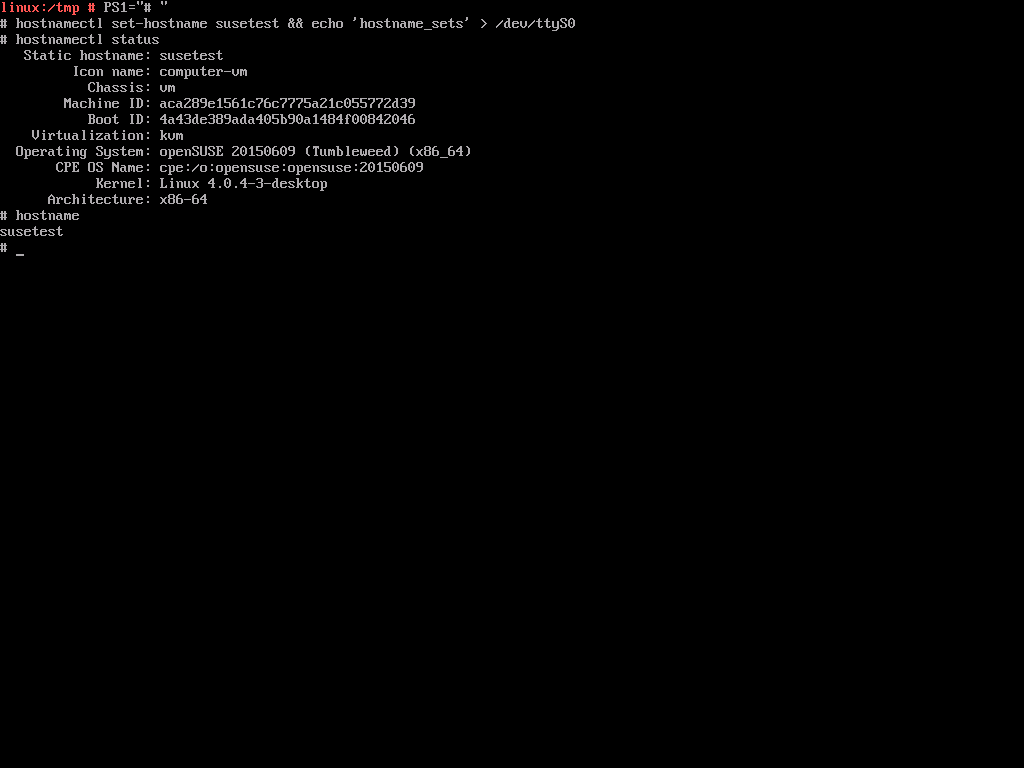 linux:/tmp # PS1="# "
# hostnamectl set-hostname susetest && echo 'hostname_sets' > /dev/ttyS0
# hostnamectl status
   Static hostname: susetest
         Icon name: computer-vm
           Chassis: vm
        Machine ID: aca289e1561c76c7775a21c055772d39
           Boot ID: 4a43de389ada405b90a1484f00842046
    Virtualization: kvm
  Operating System: openSUSE 20150609 (Tumbleweed) (x86_64)
       CPE OS Name: cpe:/o:opensuse:opensuse:20150609
            Kernel: Linux 4.0.4-3-desktop
      Architecture: x86-64
# hostname
susetest
# _